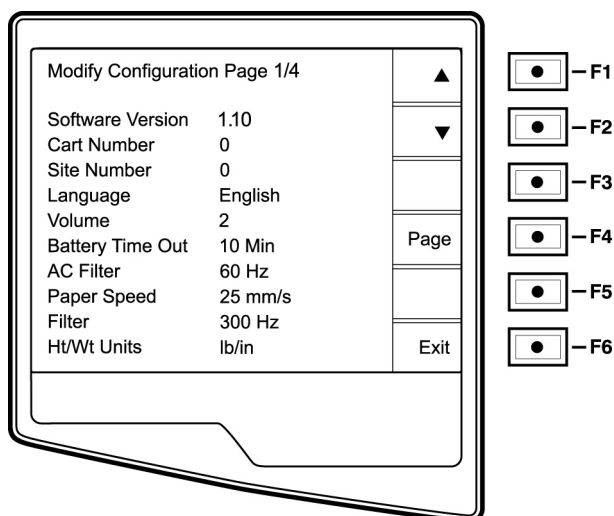 Modify Configuration Page 1/4
▲
Software Version 1.10
▼
Cart Number 0
Site Number 0
Language English
Volume 2
Battery Time Out 10 Min
Page
AC Filter 60 Hz
Paper Speed 25 mm/s
Filter 300 Hz
Ht/Wt Units lb/in
Exit
F1
F2
F3
F4
F5
F6